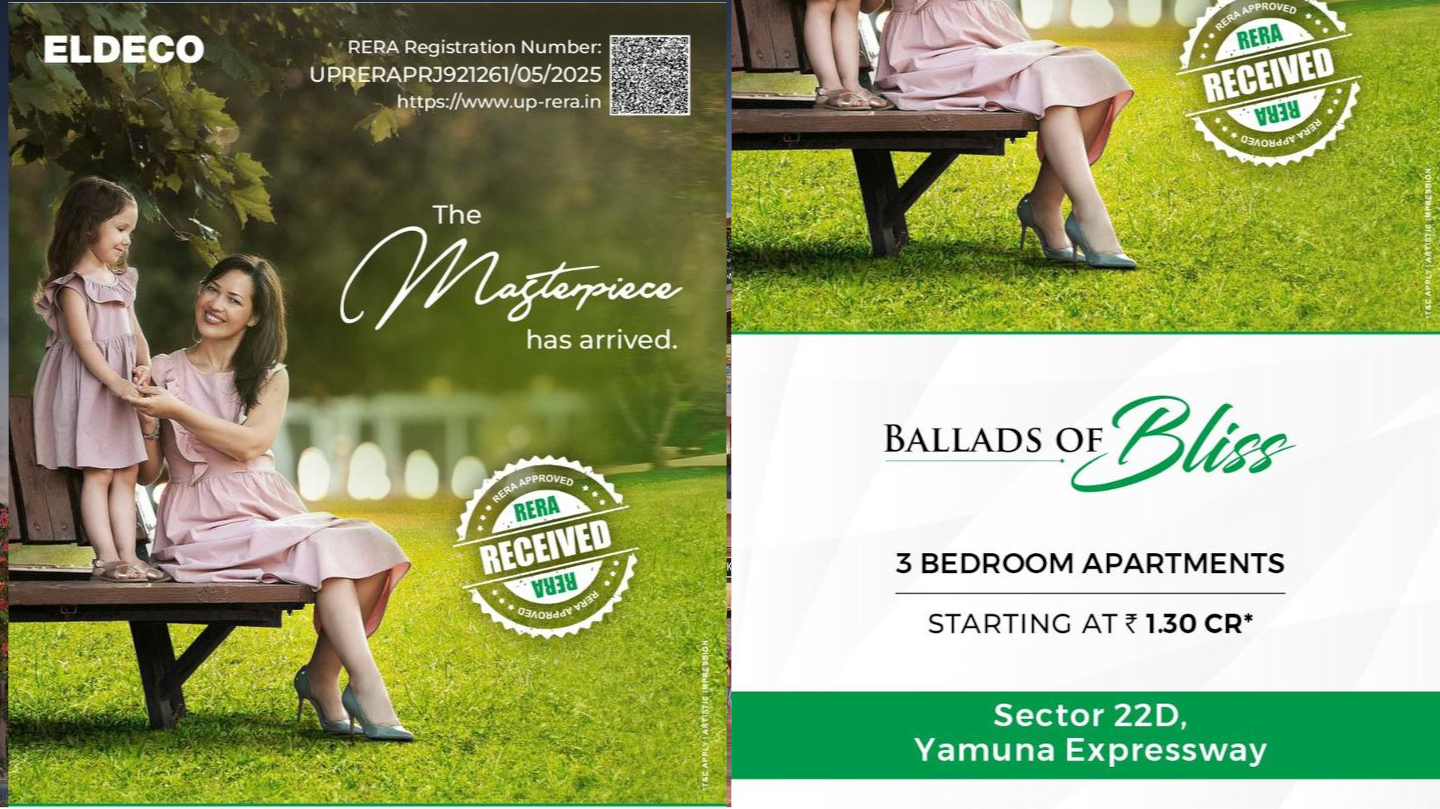 ELDECO
RERA Registration Number:
UPRERAPRJ921261/05/2025
https://www.up-rera.in
The
Masterpiece
has arrived.
RERA APPROVED
RERA
RECEIVED
RERA
RERA APPROVED
*T&C APPLY | ARTISTIC IMPRESSION
RERA APPROVED
RERA
RECEIVED
RERA
RERA APPROVED
*T&C APPLY | ARTISTIC IMPRESSION
BALLADS OF Bliss
3 BEDROOM APARTMENTS
STARTING AT ₹ 1.30 CR*
Sector 22D,
Yamuna Expressway